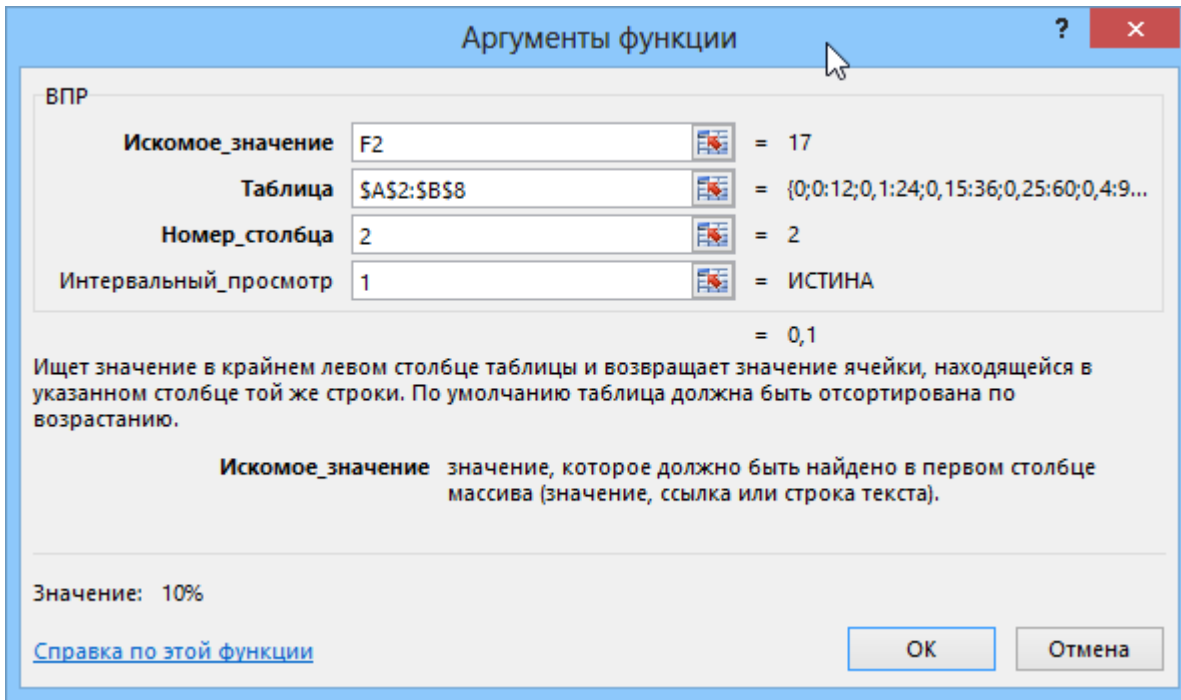 Аргументы функции ?
ВПР
Искомое_значение F2 = 17
Таблица $A$2:$B$8 = {0;0:12;0,1:24;0,15:36;0,25:60;0,4:9...
Номер_столбца 2 = 2
Интервальный_просмотр 1 = ИСТИНА
= 0,1
Ищет значение в крайнем левом столбце таблицы и возвращает значение ячейки, находящейся в
указанном столбце той же строки. По умолчанию таблица должна быть отсортирована по
возрастанию.
Искомое_значение значение, которое должно быть найдено в первом столбце
массива (значение, ссылка или строка текста).
Значение: 10%
Справка по этой функции ОК Отмена